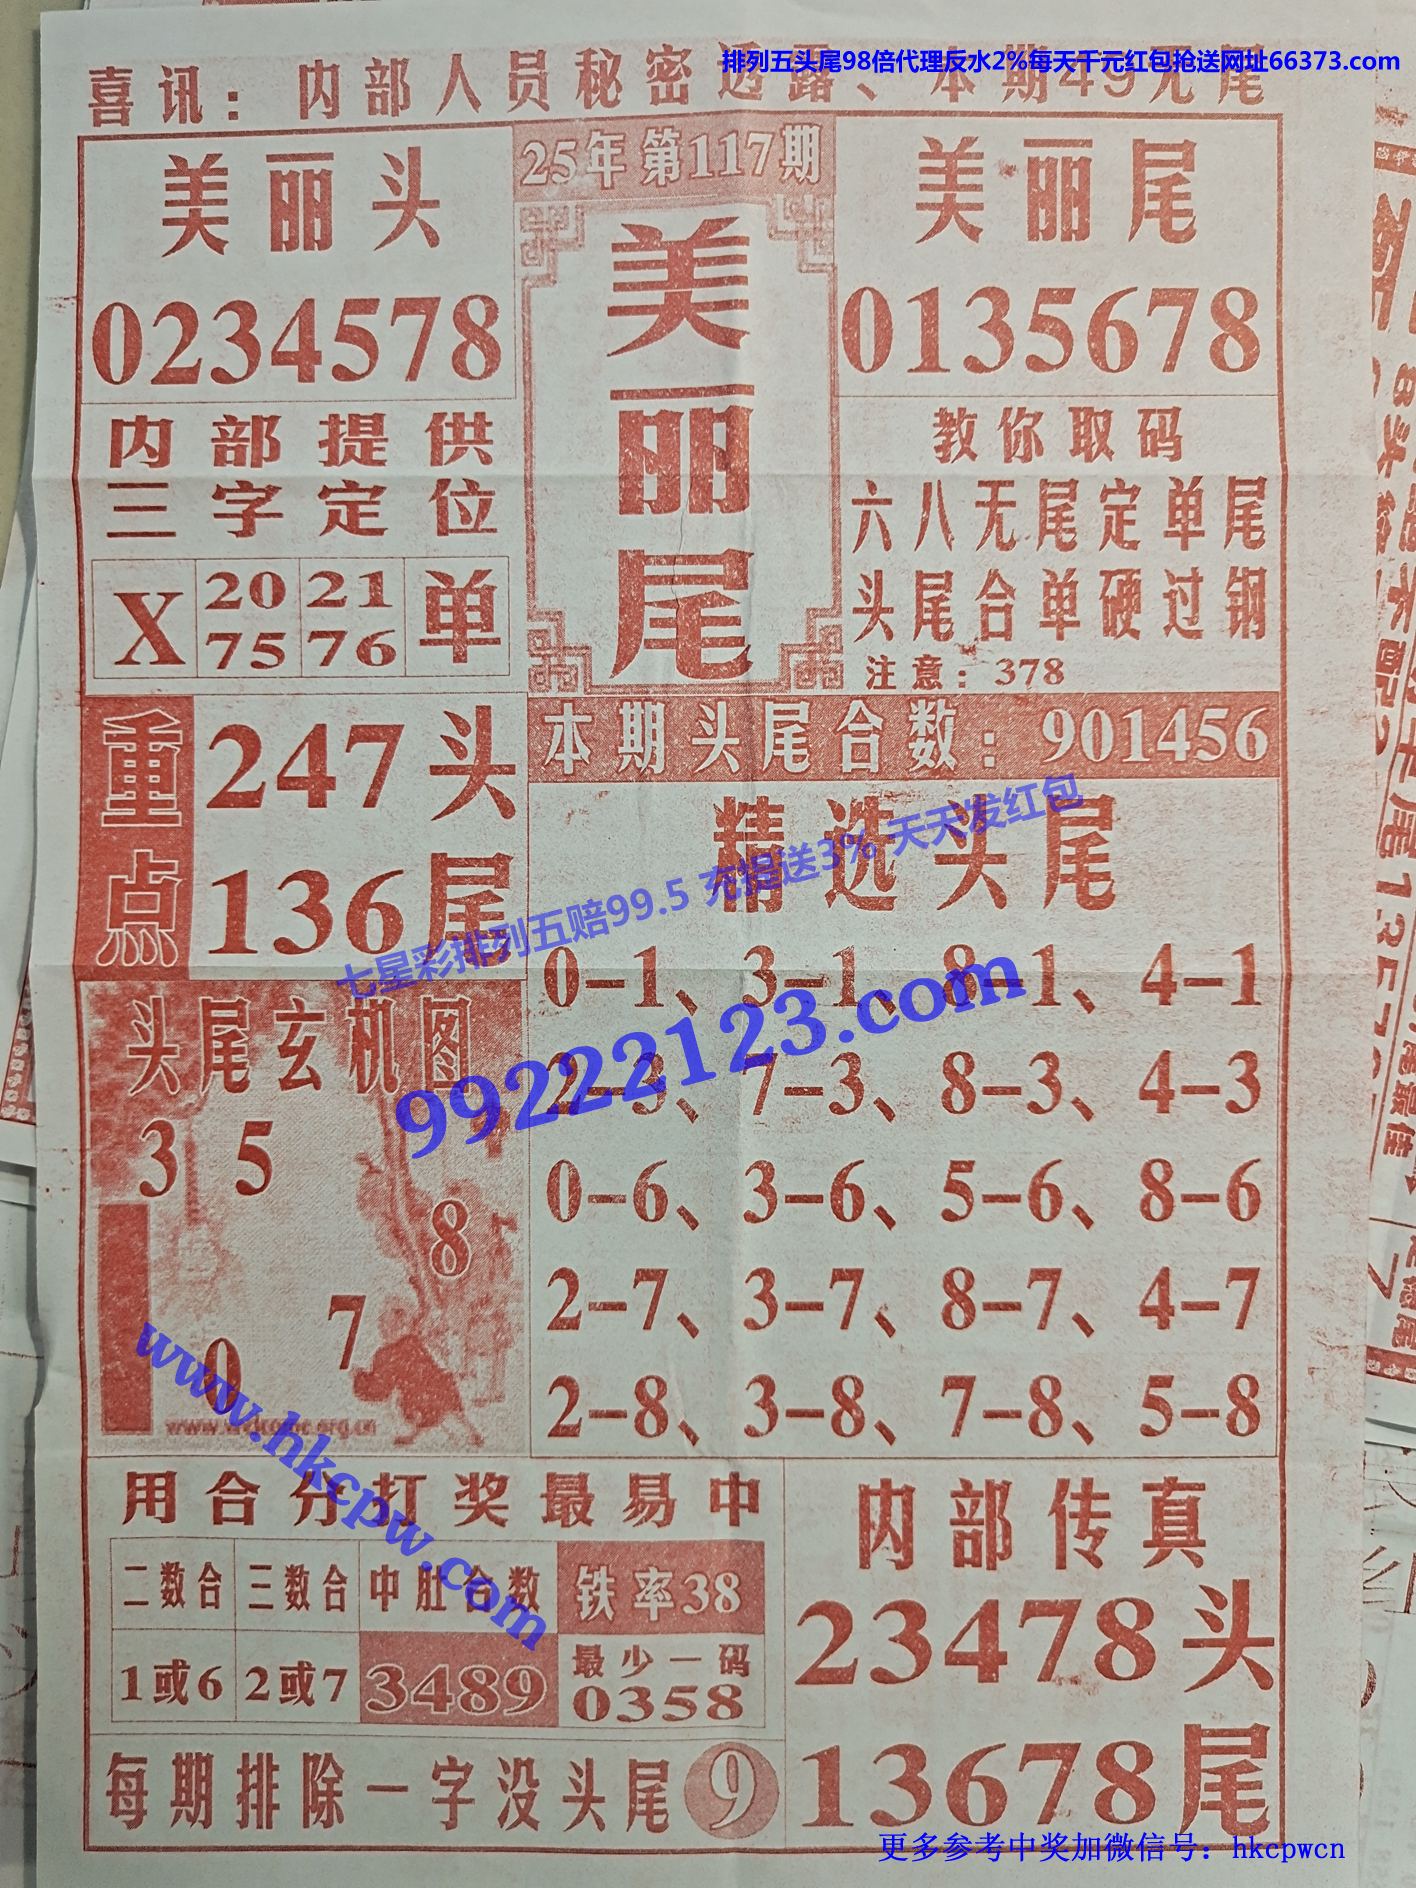 排列五头尾98倍代理反水2%每天千元红包抢送网址66373.com
喜讯：内部人员秘密透露、本期49无尾
美丽头
0234578
25年第117期
美丽尾
美丽尾
0135678
内部提供
三字定位
X 20 21 单
75 76
教你取码
六八无尾定单尾
头尾合单硬过钢
注意：378
重点
247头
136尾
本期头尾合数：901456
精选头尾
0-1、3-1、8-1、4-1
2-3、7-3、8-3、4-3
0-6、3-6、5-6、8-6
2-7、3-7、8-7、4-7
2-8、3-8、7-8、5-8
七星彩排列五赔99.5 充提送3% 天天发红包
99222123.com
头尾玄机图
3 5
8
7
0
www.hkcpw.com
用合分打奖最易中
二数合 三数合 中肚合数 铁率38
1或6 2或7 3489 最少一码
0358
每期排除一字没头尾 9
内部传真
23478头
13678尾
更多参考中奖加微信号：hkcpwcn